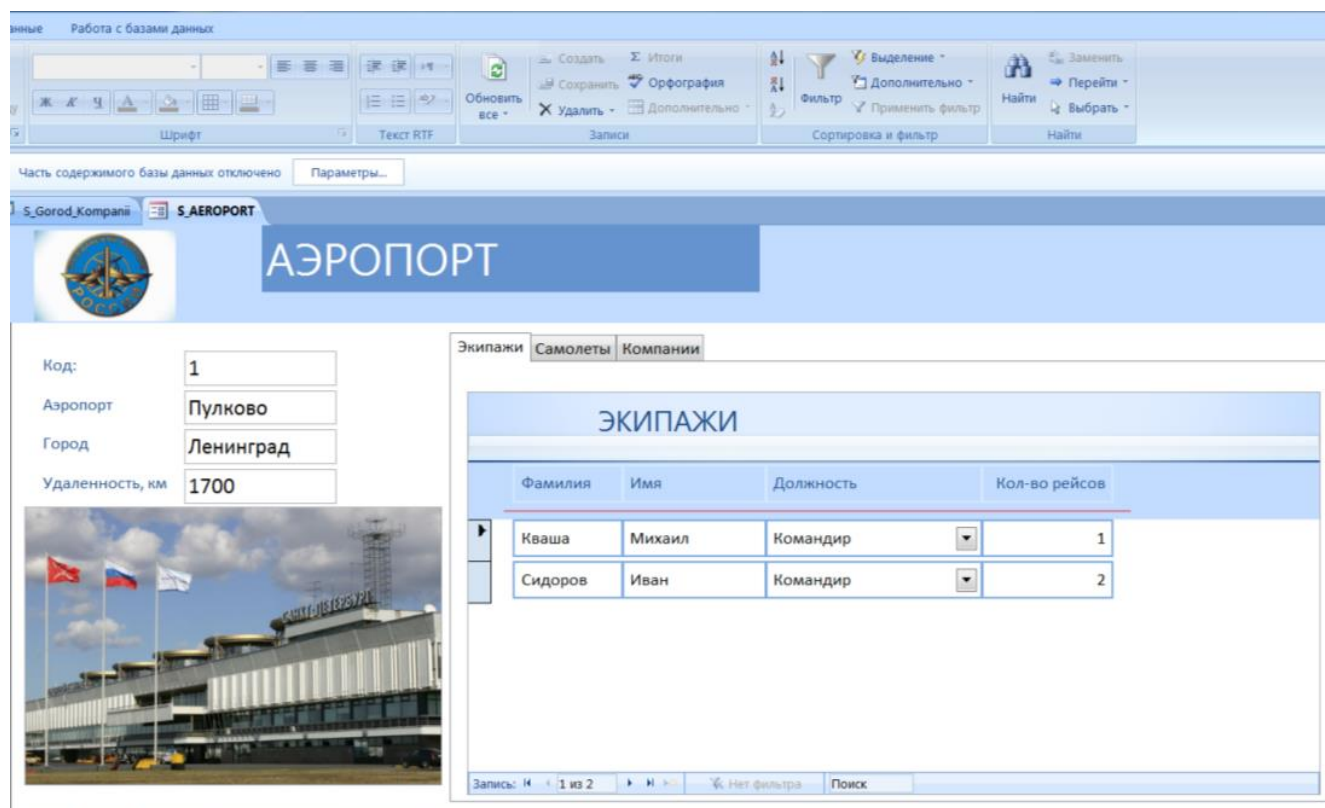 Работа с базами данных
Создать
Итоги
Выделение
Заменить
Сохранить
Орфография
Дополнительно
Перейти
Ж К Ч А
Обновить все
Удалить
Дополнительно
Фильтр
Применить фильтр
Найти
Выбрать
Шрифт
Текст RTF
Записи
Сортировка и фильтр
Найти
Часть содержимого базы данных отключено
Параметры...
S_Gorod_Kompanii
S_AEROPORT
РОССИЯ
АЭРОПОРТ
Экипажи Самолеты Компании
Код: 1
Аэропорт Пулково
Город Ленинград
Удаленность, км 1700
САНКТ-ПЕТЕРБУРГ
ЭКИПАЖИ
Фамилия Имя Должность Кол-во рейсов
Кваша Михаил Командир 1
Сидоров Иван Командир 2
Запись: 1 из 2 Нет фильтра Поиск